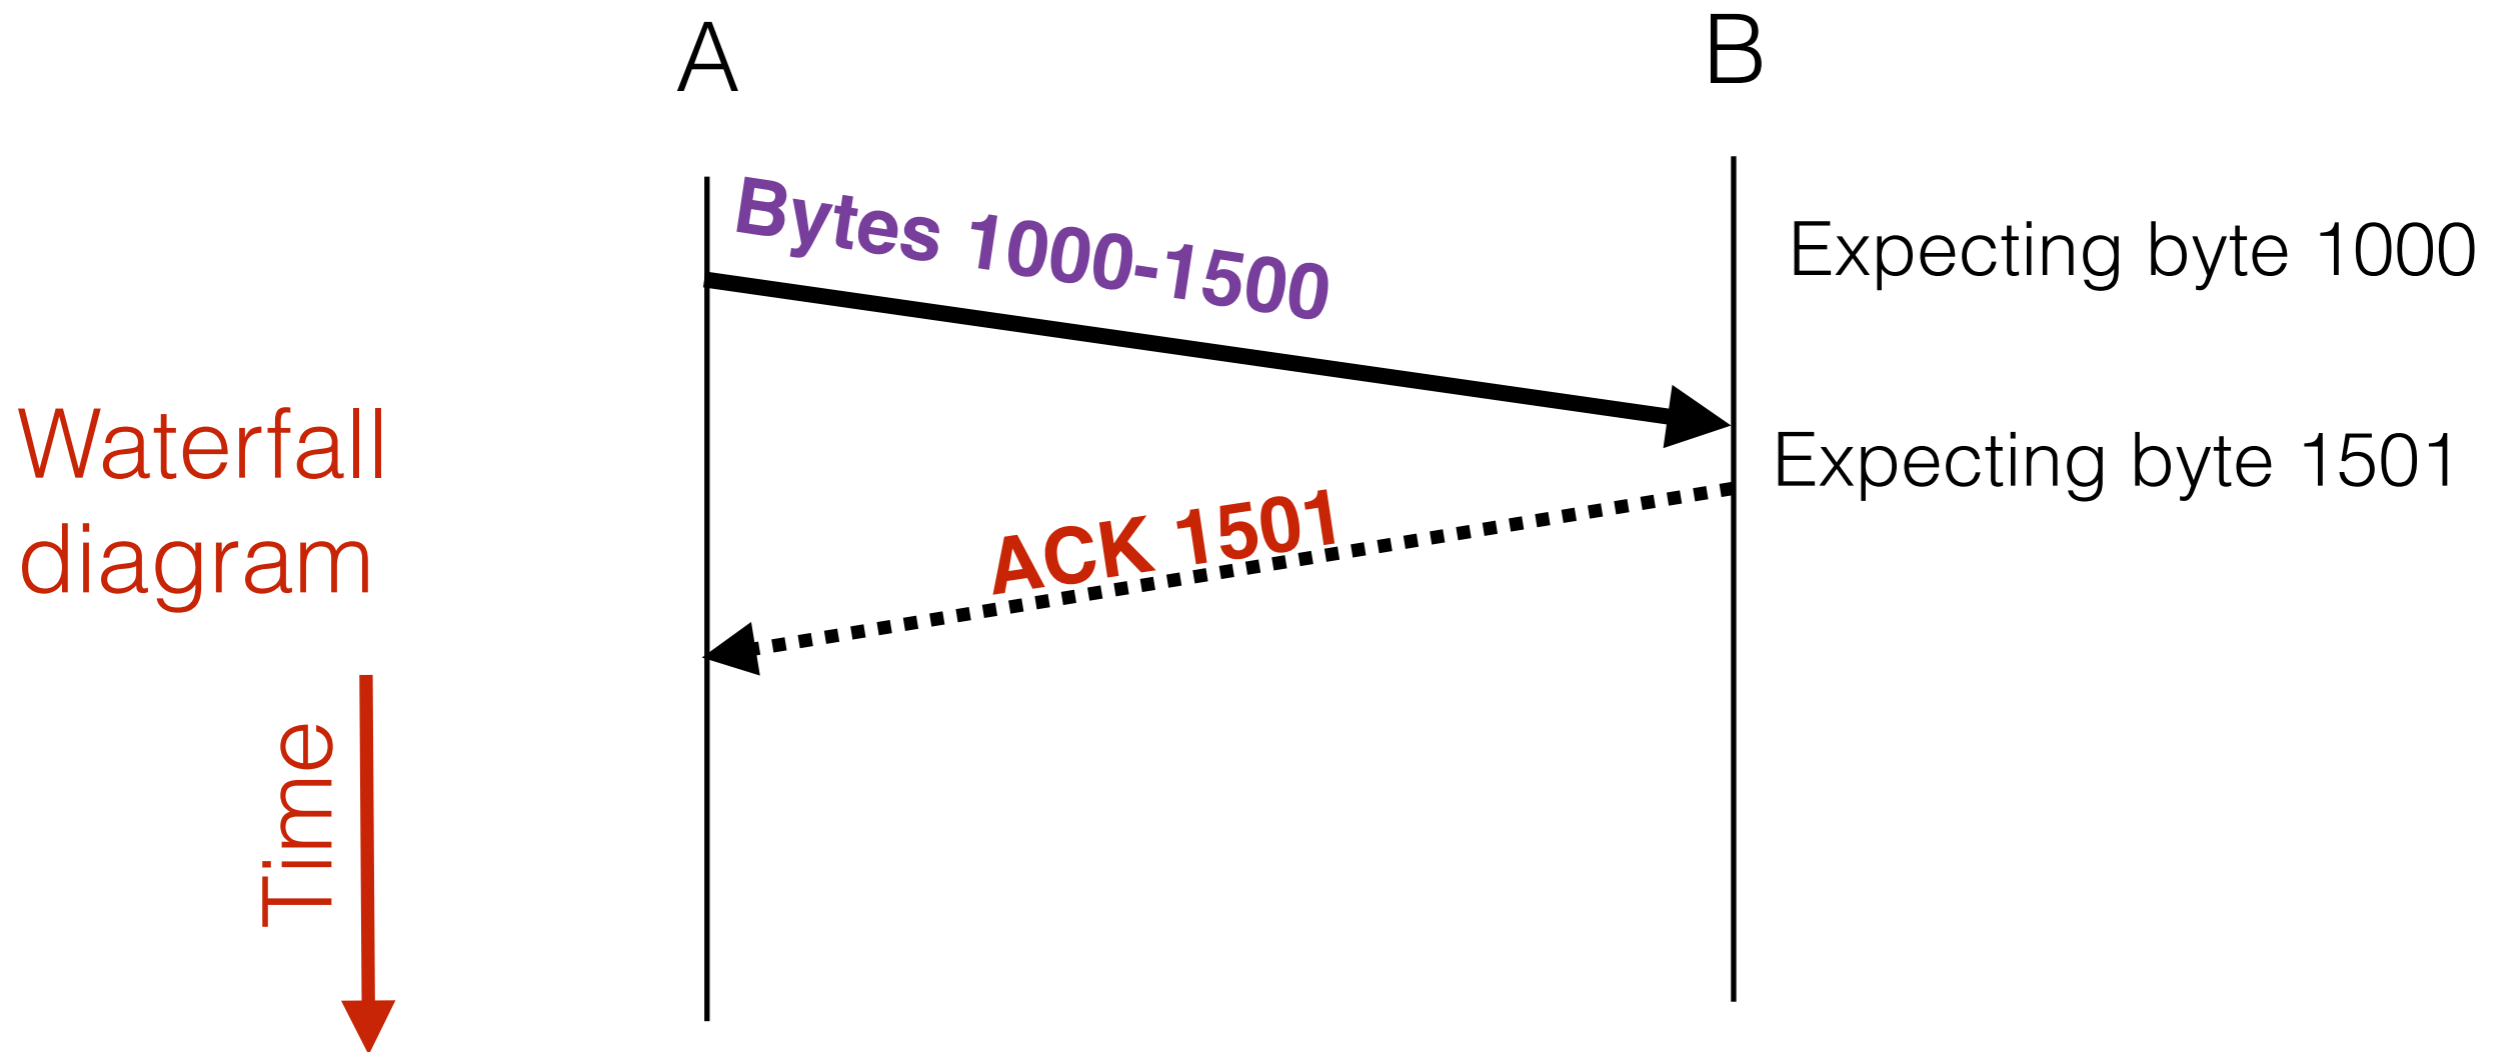 A
B
Bytes 1000-1500
Expecting byte 1000
Waterfall
diagram
Expecting byte 1501
ACK 1501
Time